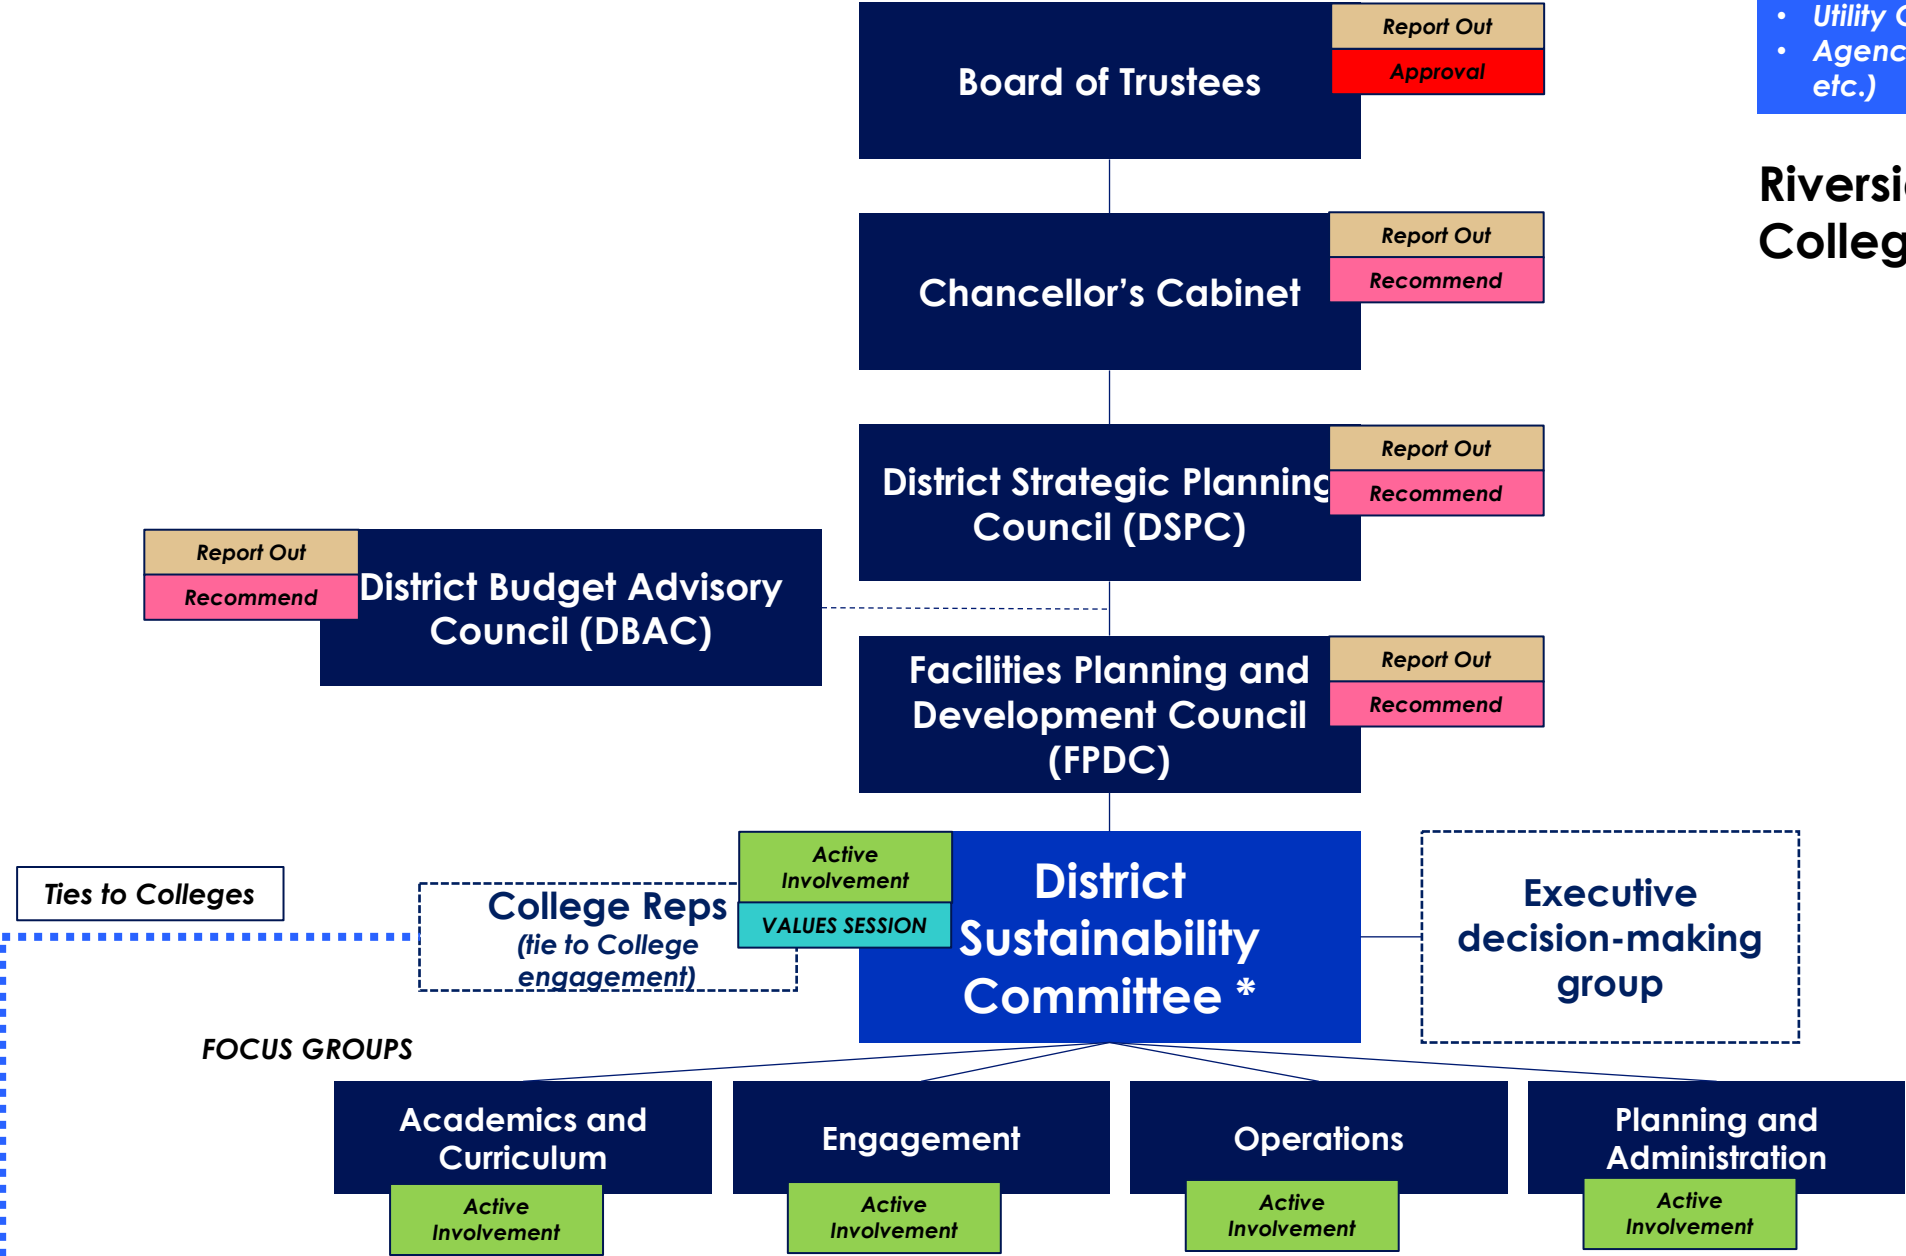 Board of Trustees
Report Out
Approval
• Utility
• 
etc.)
Chancellor's Cabinet
Report Out
Recommend
District Strategic Planning
Council (DSPC)
Report Out
Recommend
Report Out
Recommend
District Budget Advisory
Council (DBAC)
Facilities Planning and
Development Council
(FPDC)
Report Out
Recommend
Ties to Colleges
College Reps
(tie to College
engagement)
Active
Involvement
VALUES SESSION
District
Sustainability
Committee *
Executive
decision-making
group
FOCUS GROUPS
Academics and
Curriculum
Active
Involvement
Engagement
Active
Involvement
Operations
Active
Involvement
Planning and
Administration
Active
Involvement